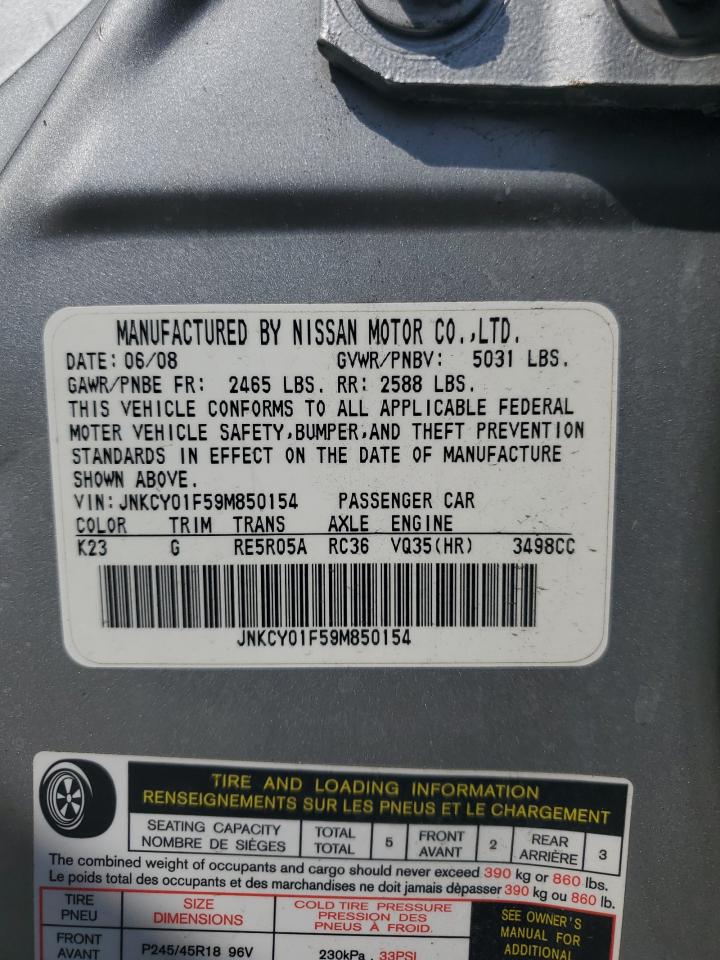 MANUFACTURED BY NISSAN MOTOR CO.,LTD.
DATE: 06/08 GVWR/PNBV: 5031 LBS.
GAWR/PNBE FR: 2465 LBS. RR: 2588 LBS.
THIS VEHICLE CONFORMS TO ALL APPLICABLE FEDERAL
MOTER VEHICLE SAFETY,BUMPER,AND THEFT PREVENTION
STANDARDS IN EFFECT ON THE DATE OF MANUFACTURE
SHOWN ABOVE.
VIN: JNKCY01F59M850154 PASSENGER CAR
COLOR TRIM TRANS AXLE ENGINE
K23 G RE5R05A RC36 VQ35(HR) 3498CC
JNKCY01F59M850154
TIRE AND LOADING INFORMATION
RENSEIGNEMENTS SUR LES PNEUS ET LE CHARGEMENT
SEATING CAPACITY TOTAL 5 FRONT 2 REAR 3
NOMBRE DE SIÈGES TOTAL AVANT ARRIÈRE
The combined weight of occupants and cargo should never exceed 390 kg or 860 lbs.
Le poids total des occupants et des marchandises ne doit jamais dèpasser 390 kg ou 860 lb.
TIRE SIZE COLD TIRE PRESSURE SEE OWNER'S
PNEU DIMENSIONS PRESSION DES MANUAL FOR
PNEUS À FROID. ADDITIONAL
FRONT P245/45R18 96V 230kPa , 33PSI
AVANT